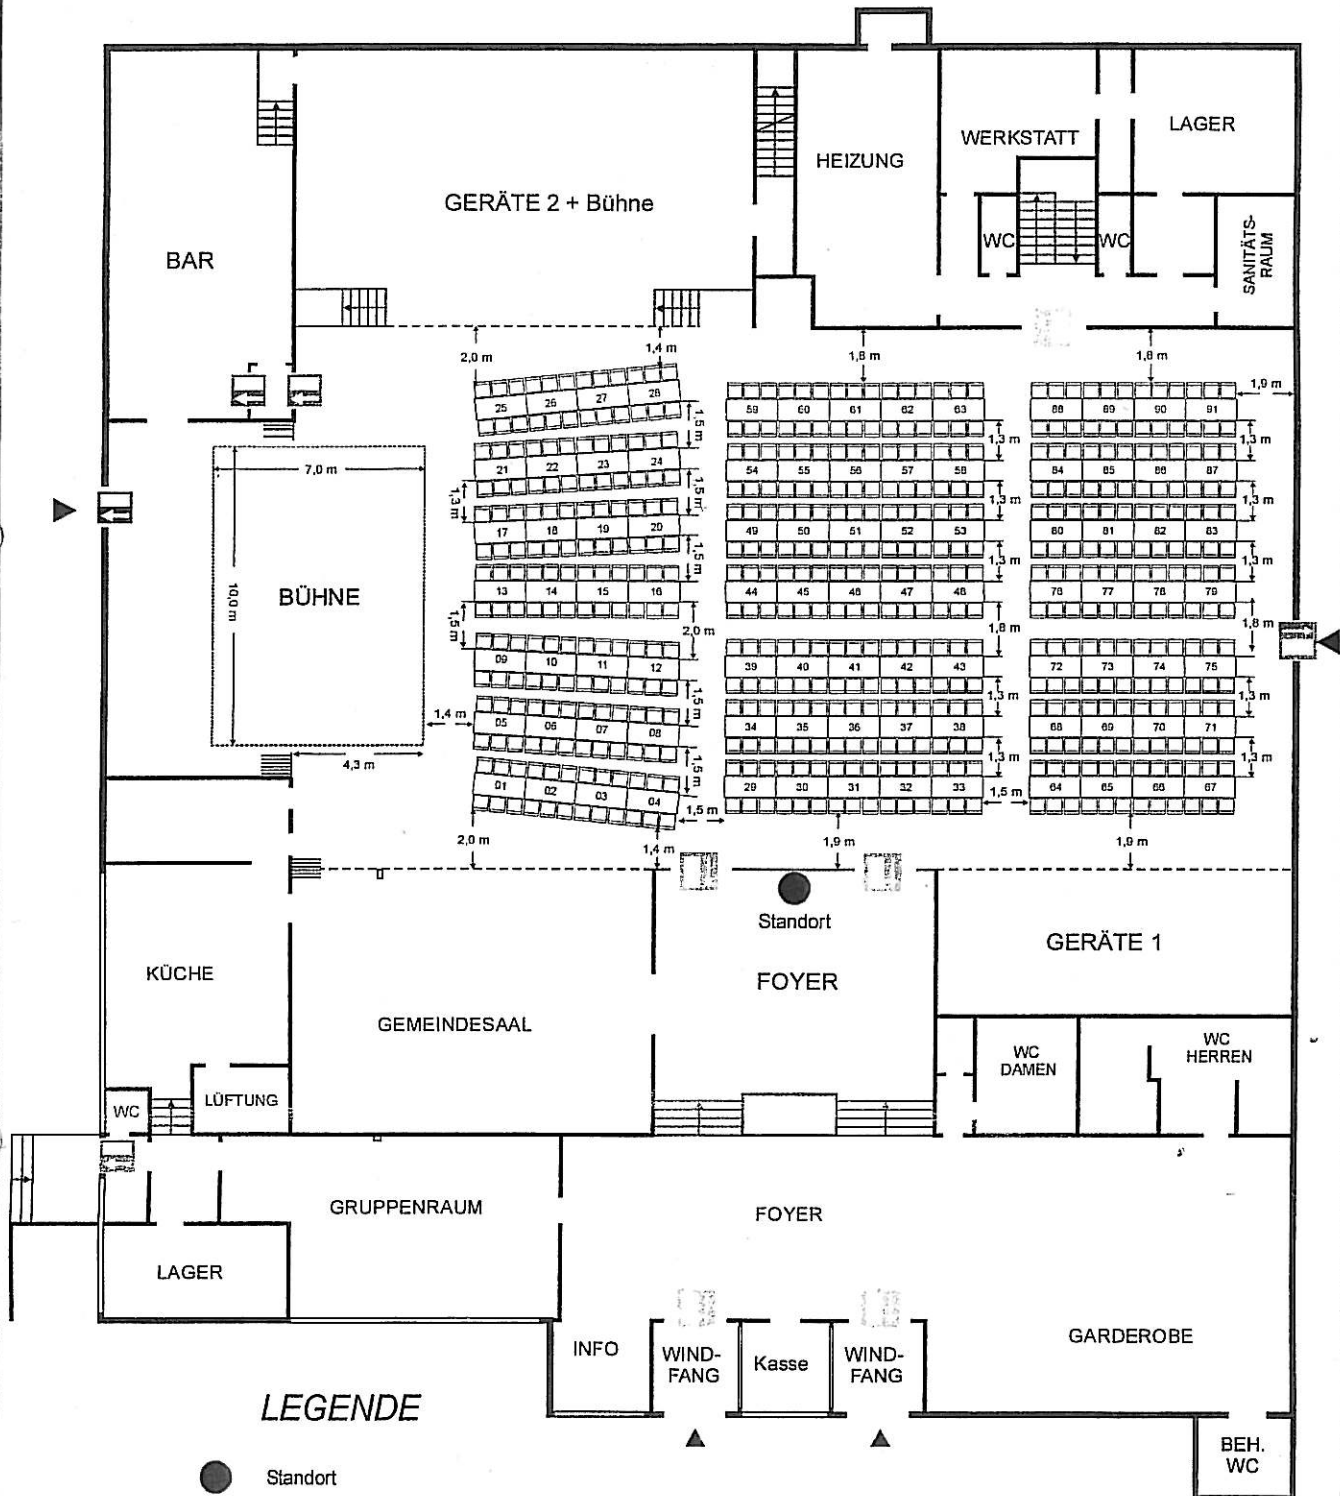 LAGER
WERKSTATT
HEIZUNG
GERÄTE 2 + Bühne
BAR
WC
WC
SANITÄTS-
RAUM
2,0 m
1,4 m
1,8 m
1,8 m
1,9 m
25 26 27 28
59 60 61 62 63
88 89 90 91
1,5 m
1,3 m
1,3 m
21 22 23 24
54 55 56 57 58
84 85 86 87
7,0 m
1,3 m
1,5 m
1,3 m
1,3 m
17 18 19 20
49 50 51 52 53
80 81 82 83
1,5 m
1,3 m
1,3 m
13 14 15 16
44 45 46 47 48
76 77 78 79
BÜHNE
10,0 m
1,5 m
2,0 m
1,8 m
1,8 m
09 10 11 12
39 40 41 42 43
72 73 74 75
1,5 m
1,3 m
1,3 m
05 06 07 08
34 35 36 37 38
68 69 70 71
1,4 m
4,3 m
1,5 m
1,3 m
1,3 m
01 02 03 04
29 30 31 32 33
64 65 66 67
1,5 m
1,5 m
2,0 m
1,4 m
1,9 m
1,9 m
Standort
FOYER
GERÄTE 1
KÜCHE
GEMEINDESAAL
WC
DAMEN
WC
HERREN
LÜFTUNG
WC
GRUPPENRAUM
FOYER
LAGER
GARDEROBE
INFO
WIND-
FANG
Kasse
WIND-
FANG
LEGENDE
BEH.
WC
Standort